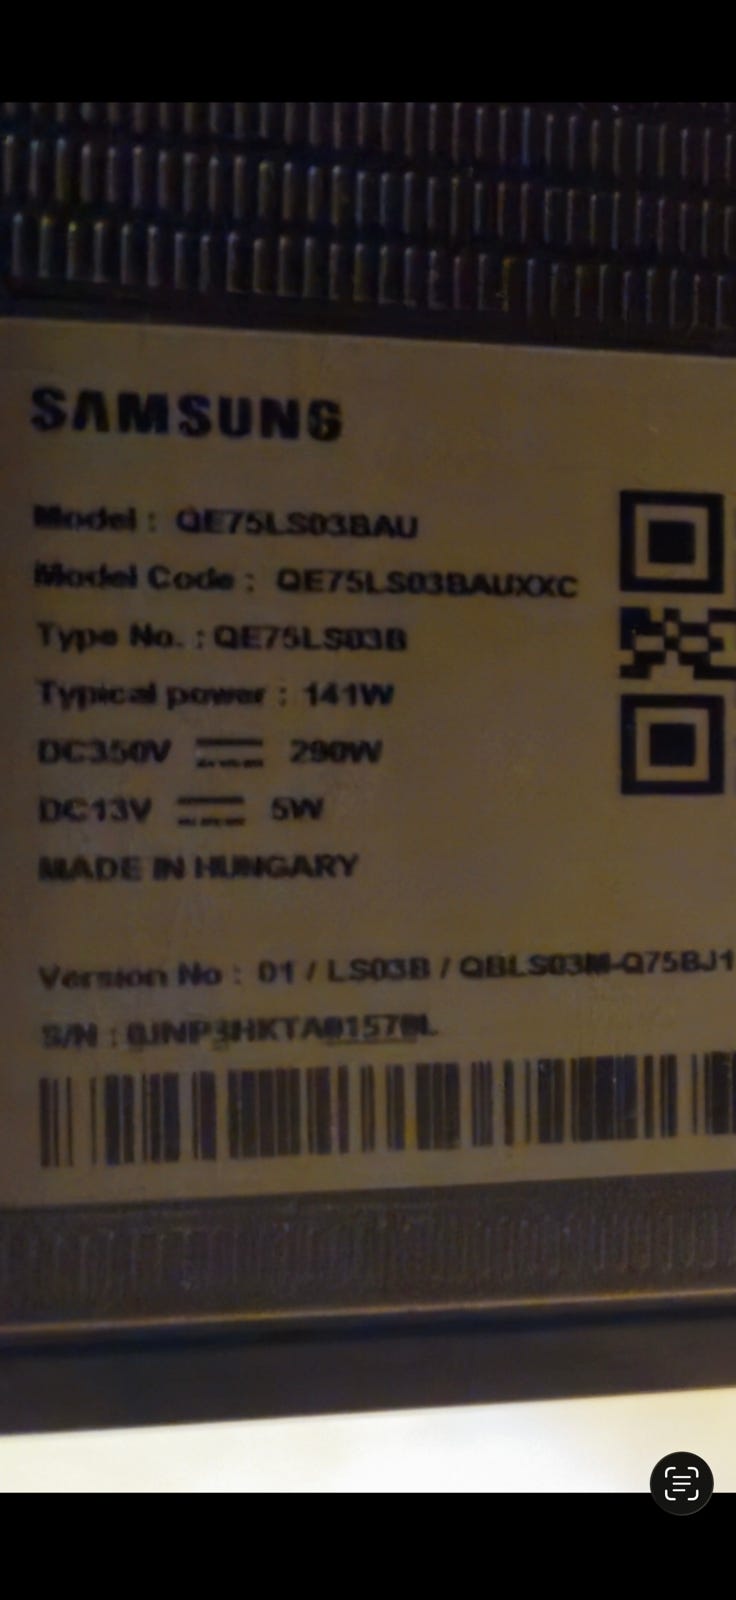 SAMSUNG
Model : QE75LS03BAU
Model Code : QE75LS03BAUXXC
Type No. : QE75LS03B
Typical power : 141W
DC350V 290W
DC13V 5W
MADE IN HUNGARY
Version No : 01 / LS03B / QBLS03M-Q75BJ1
S/N :